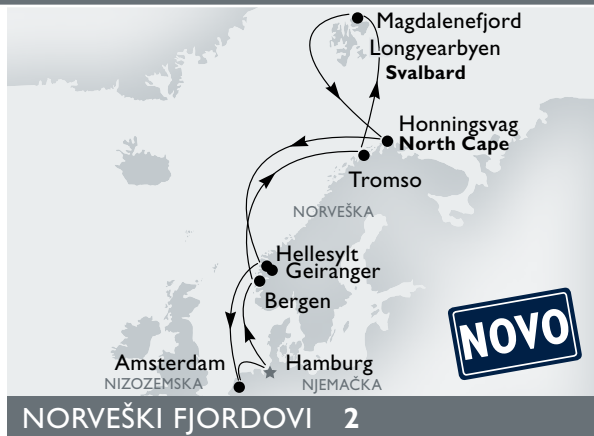 Magdalenefjord
Longyearbyen
Svalbard
Honningsvag
North Cape
Tromso
NORVEŠKA
Hellesylt
Geiranger
Bergen
NOVO
Amsterdam
Hamburg
NIZOZEMSKA
NJEMAČKA
NORVEŠKI FJORDOVI 2